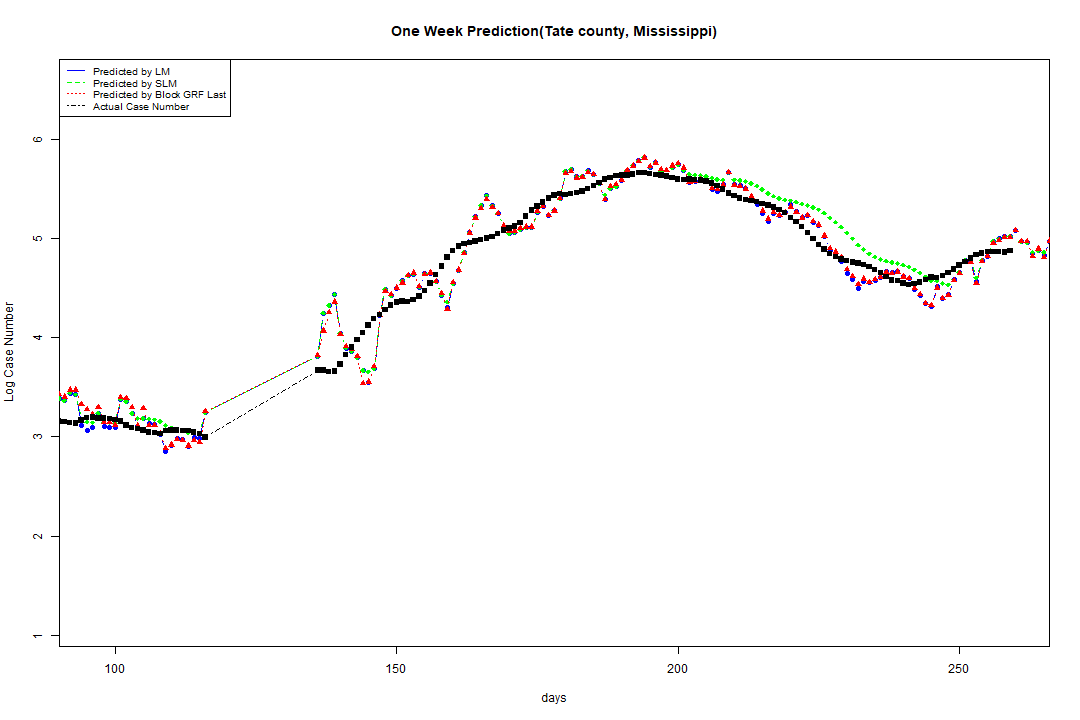 One Week Prediction(Tate county, Mississippi)
Predicted by LM
Predicted by SLM
Predicted by Block GRF Last
Actual Case Number
Log Case Number
6
5
4
3
2
1
100 150 200 250
days